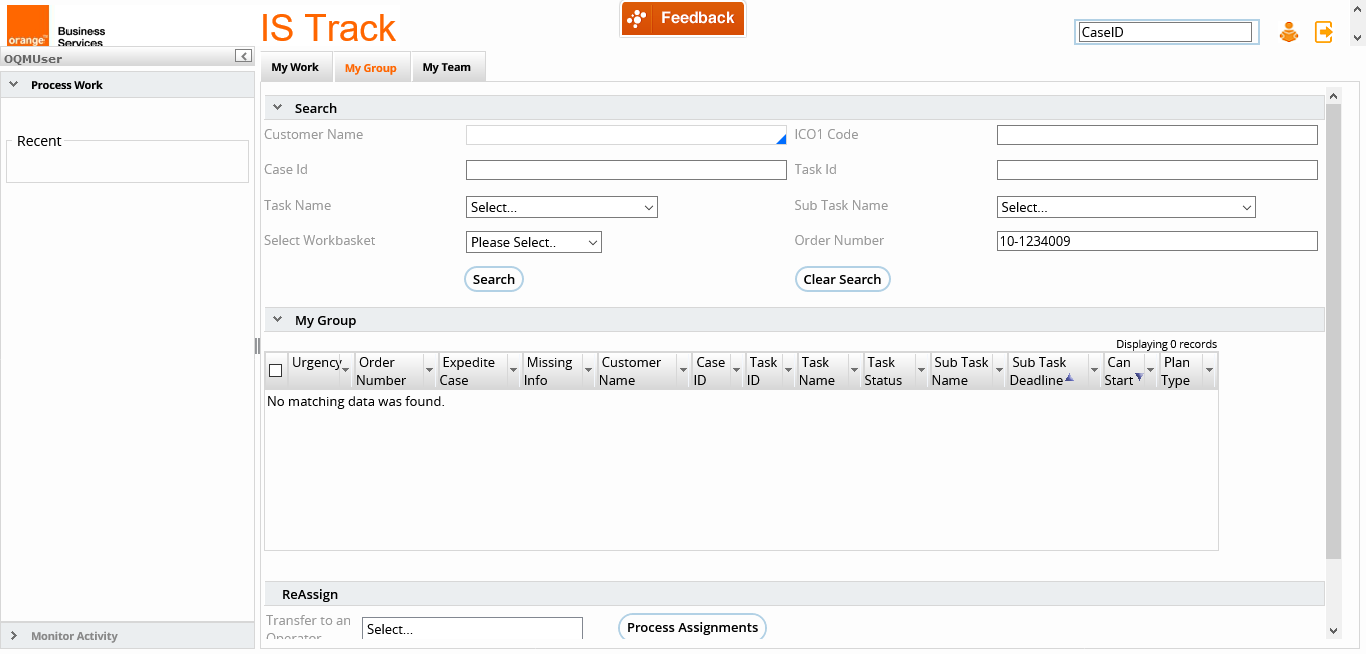 orange™
Business
Services
IS Track
Feedback
CaseID
OQMUser
Process Work
Recent
Monitor Activity
My Work
My Group
My Team
Search
Customer Name
ICO1 Code
Case Id
Task Id
Task Name
Select...
Sub Task Name
Select...
Select Workbasket
Please Select..
Order Number
10-1234009
Search
Clear Search
My Group
Displaying 0 records
Urgency
Order
Number
Expedite
Case
Missing
Info
Customer
Name
Case
ID
Task
ID
Task
Name
Task
Status
Sub Task
Name
Sub Task
Deadline
Can
Start
Plan
Type
No matching data was found.
ReAssign
Transfer to an
Operator
Select...
Process Assignments